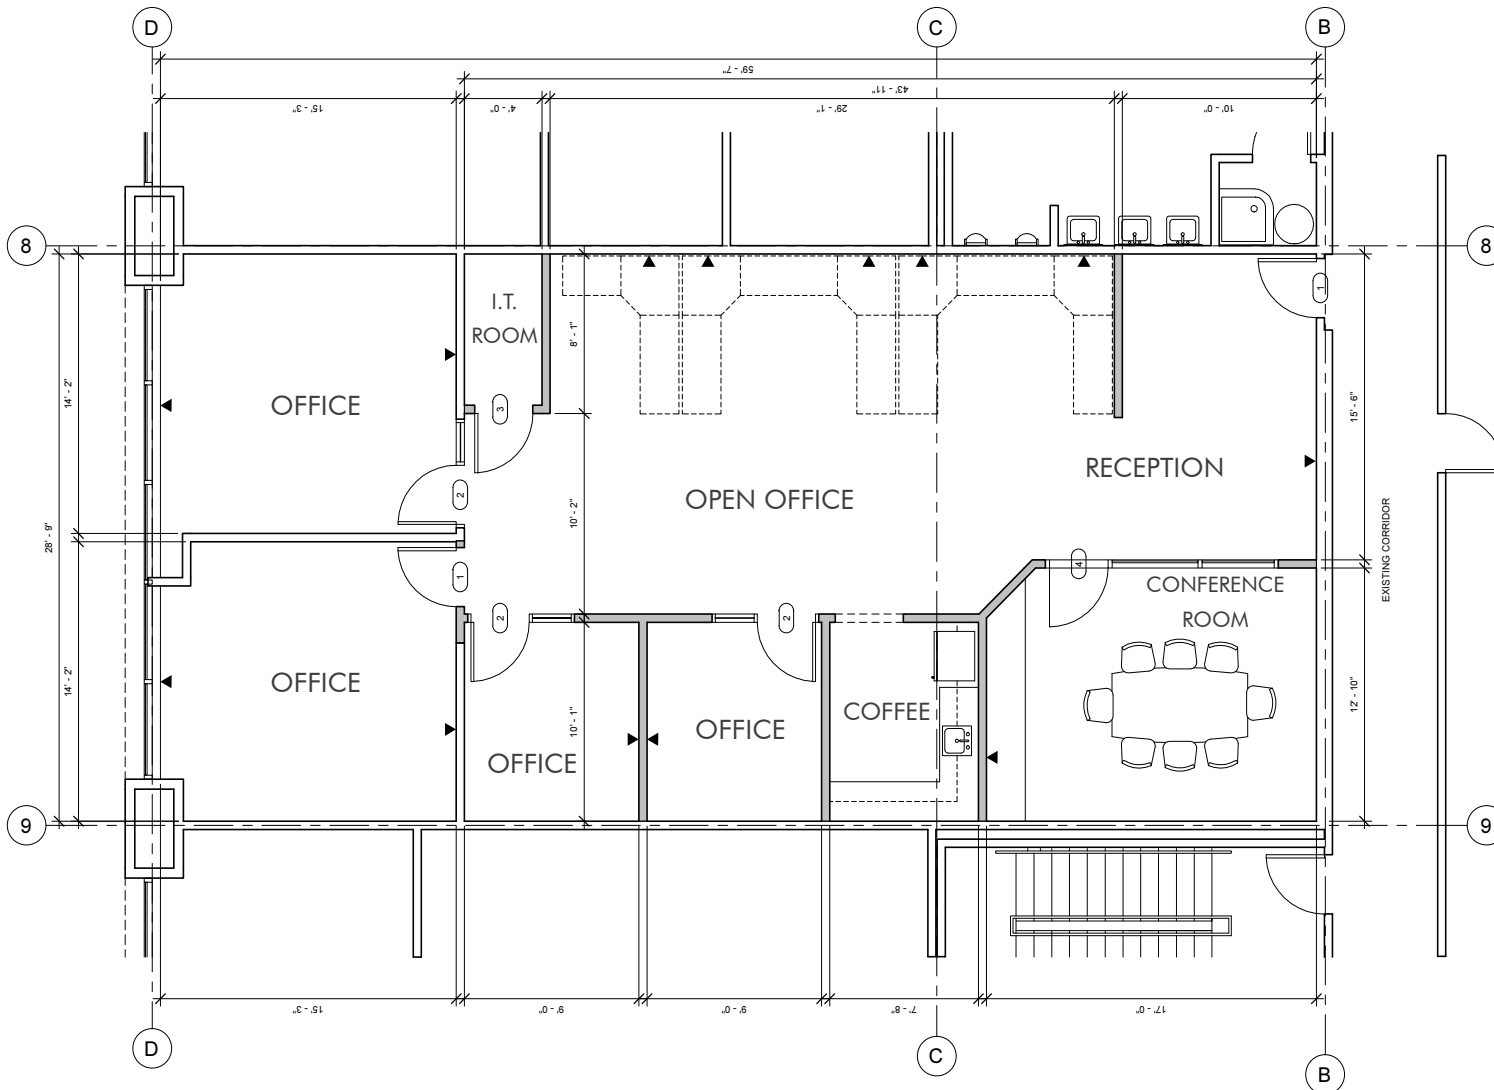 D
C
B
59' - 7"
43' - 11"
15' - 3"
4' - 0"
29' - 1"
10' - 0"
8
8
I.T.
ROOM
8' - 1"
1
14' - 2"
OFFICE
3
15' - 6"
2
OPEN OFFICE
RECEPTION
10' - 2"
28' - 9"
EXISTING CORRIDOR
1
4
CONFERENCE
ROOM
2
2
14' - 2"
OFFICE
10' - 1"
OFFICE
OFFICE
COFFEE
12' - 10"
9
9
15' - 3"
9' - 0"
9' - 0"
7' - 8"
17' - 0"
D
C
B